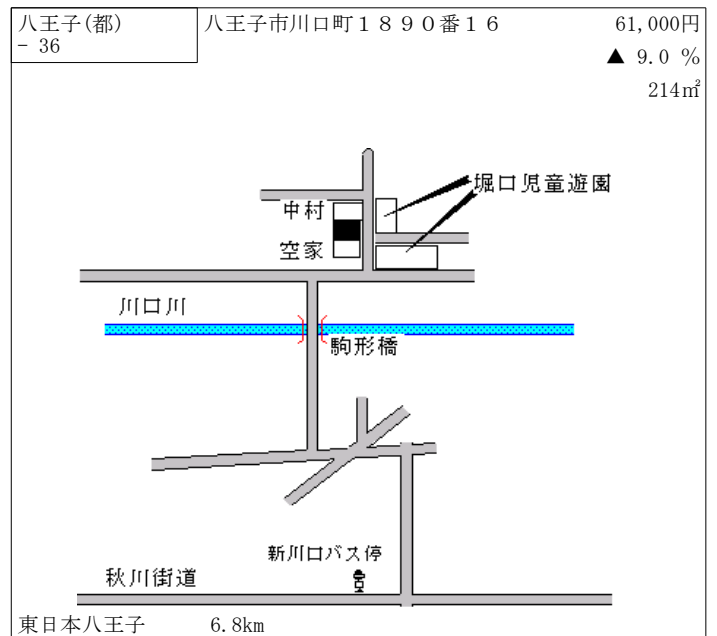 八王子(都)
- 36
八王子市川口町１８９０番１６
61,000円
▲ 9.0 %
214㎡
堀口児童遊園
中村
空家
川口川
駒形橋
新川口バス停
秋川街道
東日本八王子 6.8km